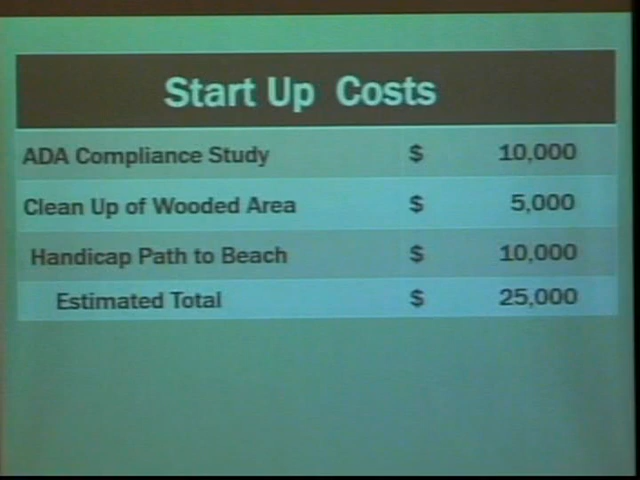 Start Up Costs
ADA Compliance Study $ 10,000
Clean Up of Wooded Area $ 5,000
Handicap Path to Beach $ 10,000
Estimated Total $ 25,000